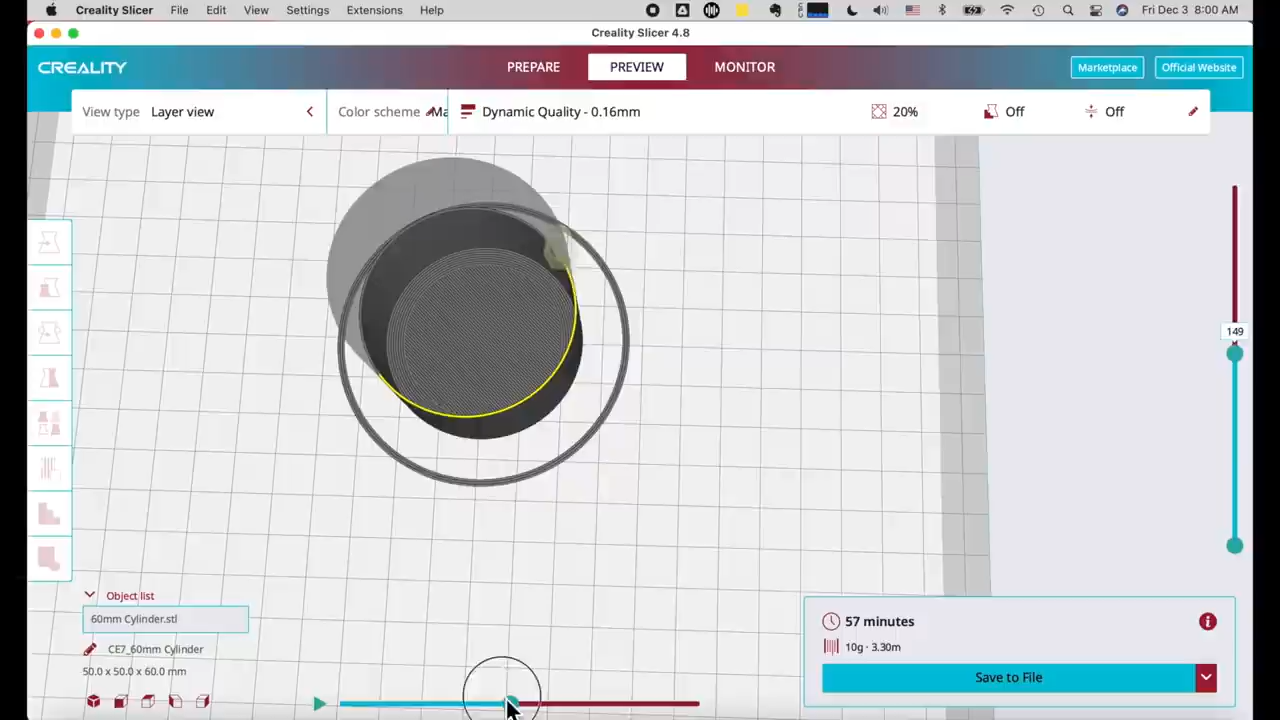 Creality Slicer File Edit View Settings Extensions Help Fri Dec 3 8:00 AM
Creality Slicer 4.8
CREALITY PREPARE PREVIEW MONITOR Marketplace Official Website
View type Layer view Color scheme Ma Dynamic Quality - 0.16mm 20% Off Off
149
Object list
60mm Cylinder.stl
CE7_60mm Cylinder
50.0 x 50.0 x 60.0 mm
57 minutes
10g · 3.30m
Save to File